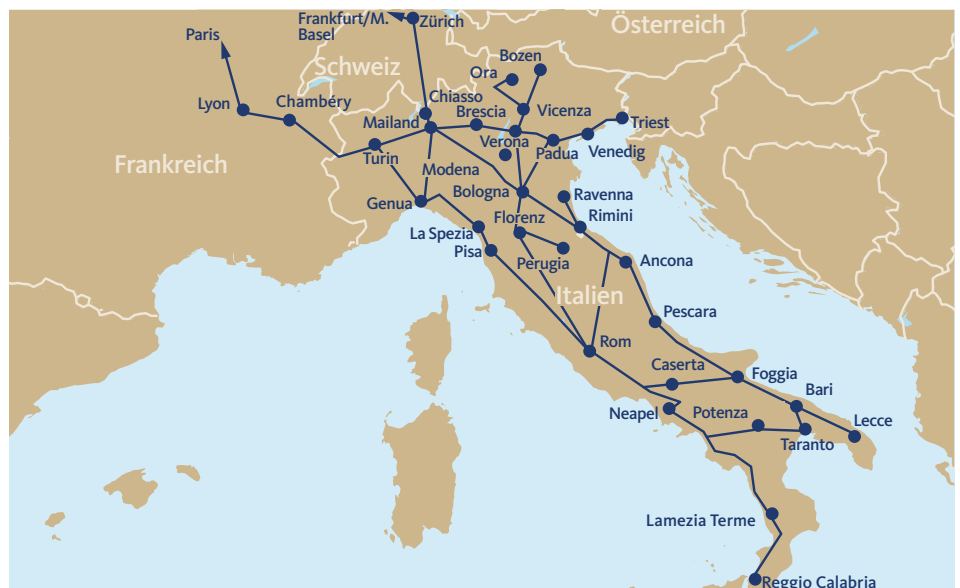 Frankfurt/M.
Basel
Zürich
Österreich
Paris
Bozen
Ora
Schweiz
Lyon
Chambéry
Chiasso
Brescia
Vicenza
Mailand
Triest
Verona
Padua
Venedig
Turin
Frankreich
Modena
Bologna
Ravenna
Genua
Florenz
Rimini
La Spezia
Pisa
Perugia
Ancona
Italien
Pescara
Rom
Caserta
Foggia
Bari
Neapel
Potenza
Lecce
Taranto
Lamezia Terme
Reggio Calabria